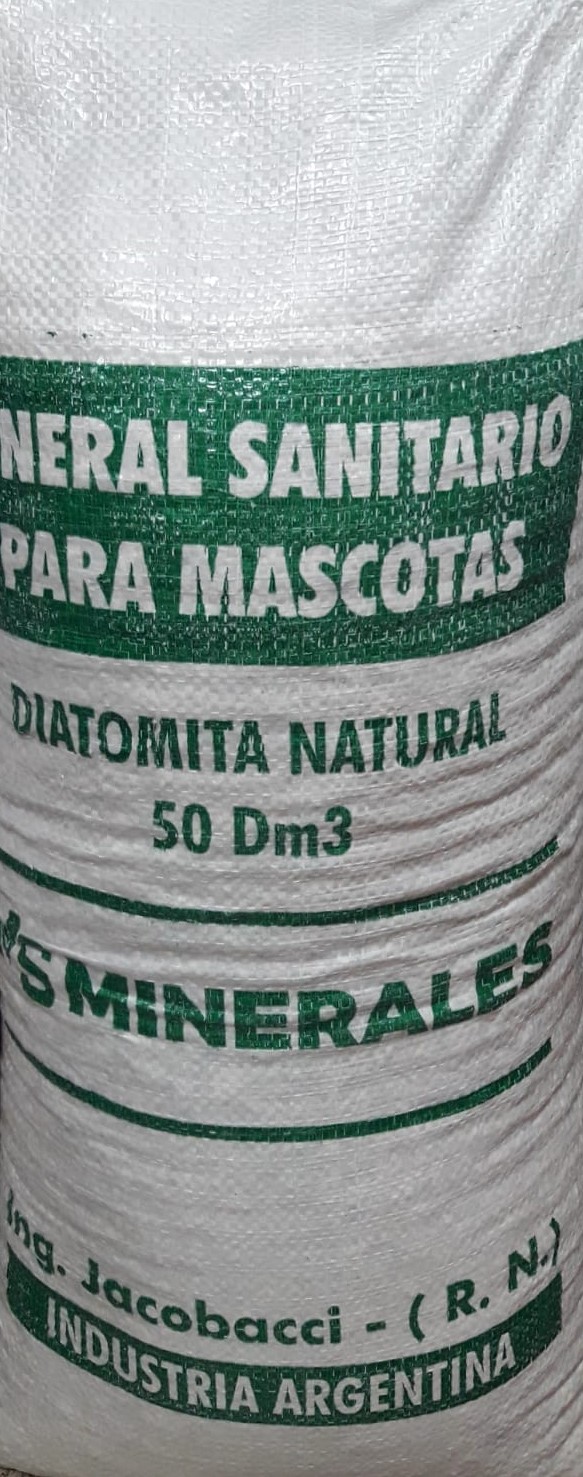 NERAL SANITARIO
PARA MASCOTAS
DIATOMITA NATURAL
50 Dm3
S MINERALES
Ing. Jacobacci - ( R. N.)
INDUSTRIA ARGENTINA